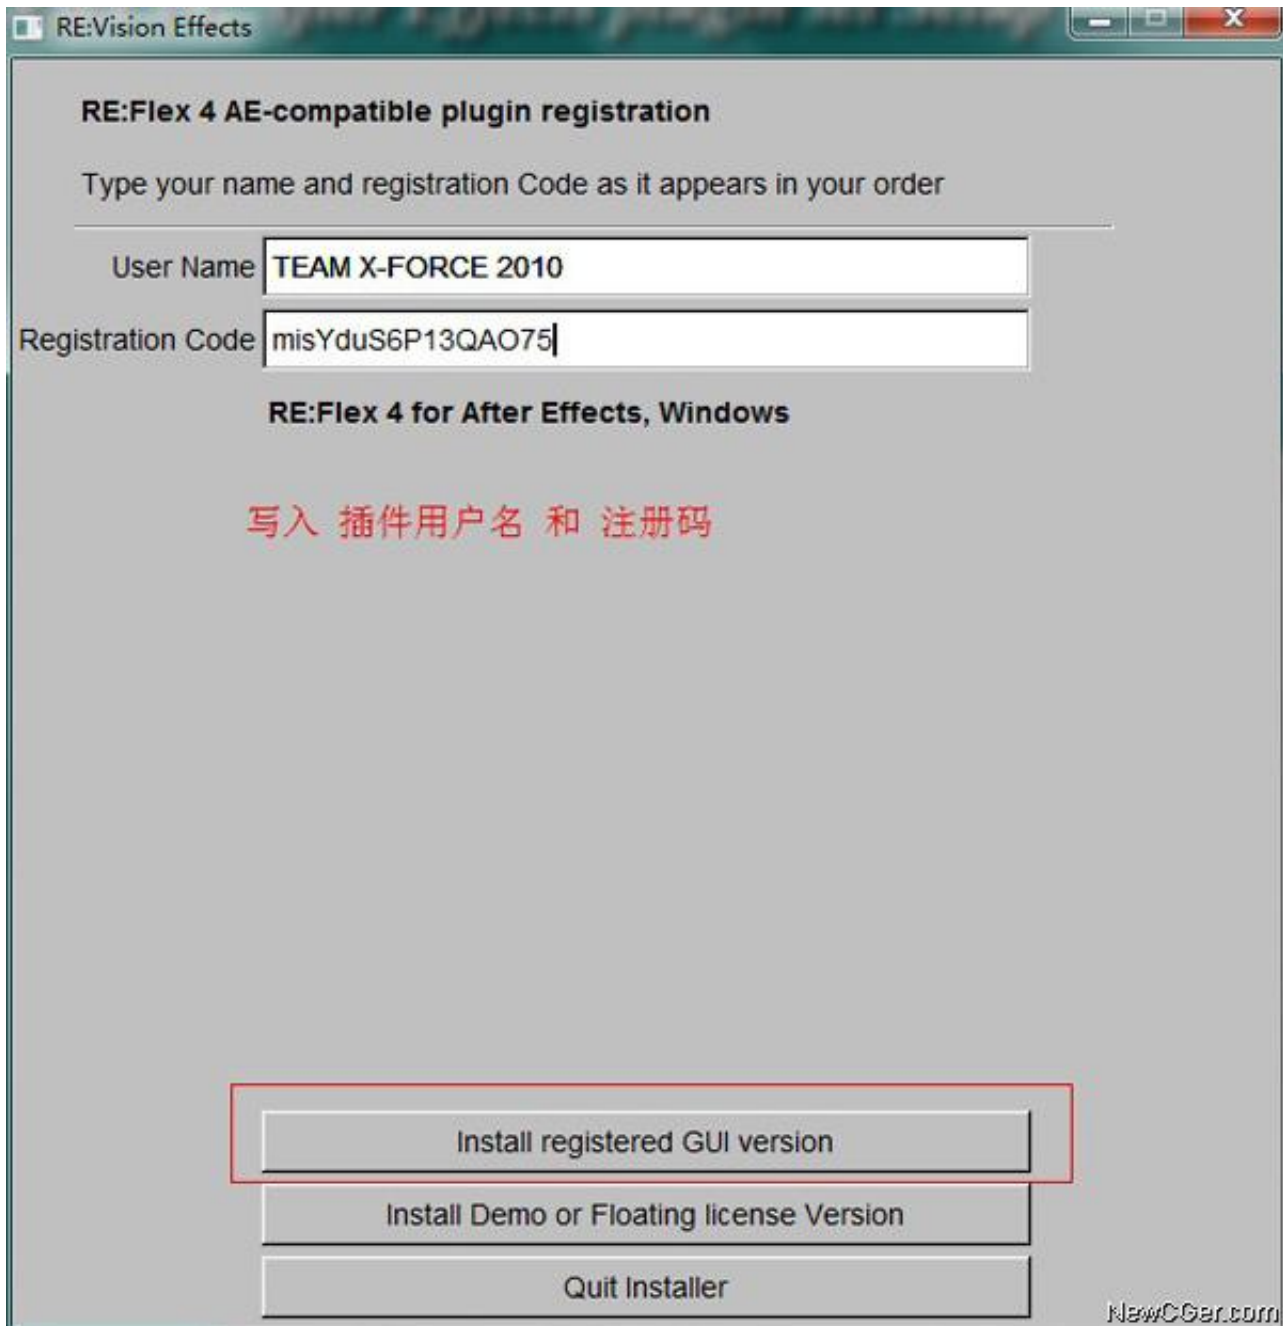 RE:Vision Effects
RE:Flex 4 AE-compatible plugin registration
Type your name and registration Code as it appears in your order
User Name TEAM X-FORCE 2010
Registration Code misYduS6P13QAO75
RE:Flex 4 for After Effects, Windows
写入 插件用户名 和 注册码
Install registered GUI version
Install Demo or Floating license Version
Quit Installer
NewCGer.com